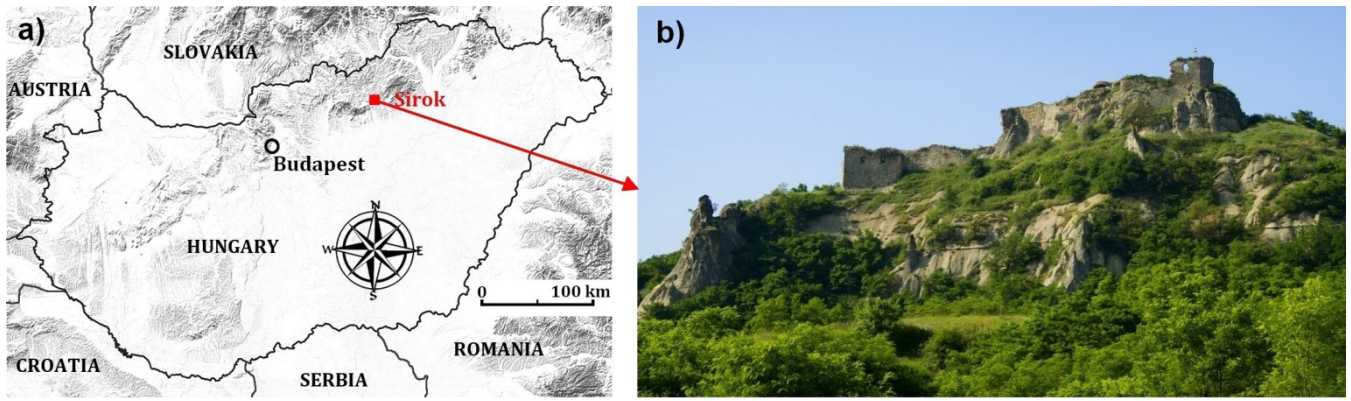 a)
SLOVAKIA
AUSTRIA
Sirok
Budapest
HUNGARY
N
W E
S
0 100 km
CROATIA
SERBIA
ROMANIA
b)